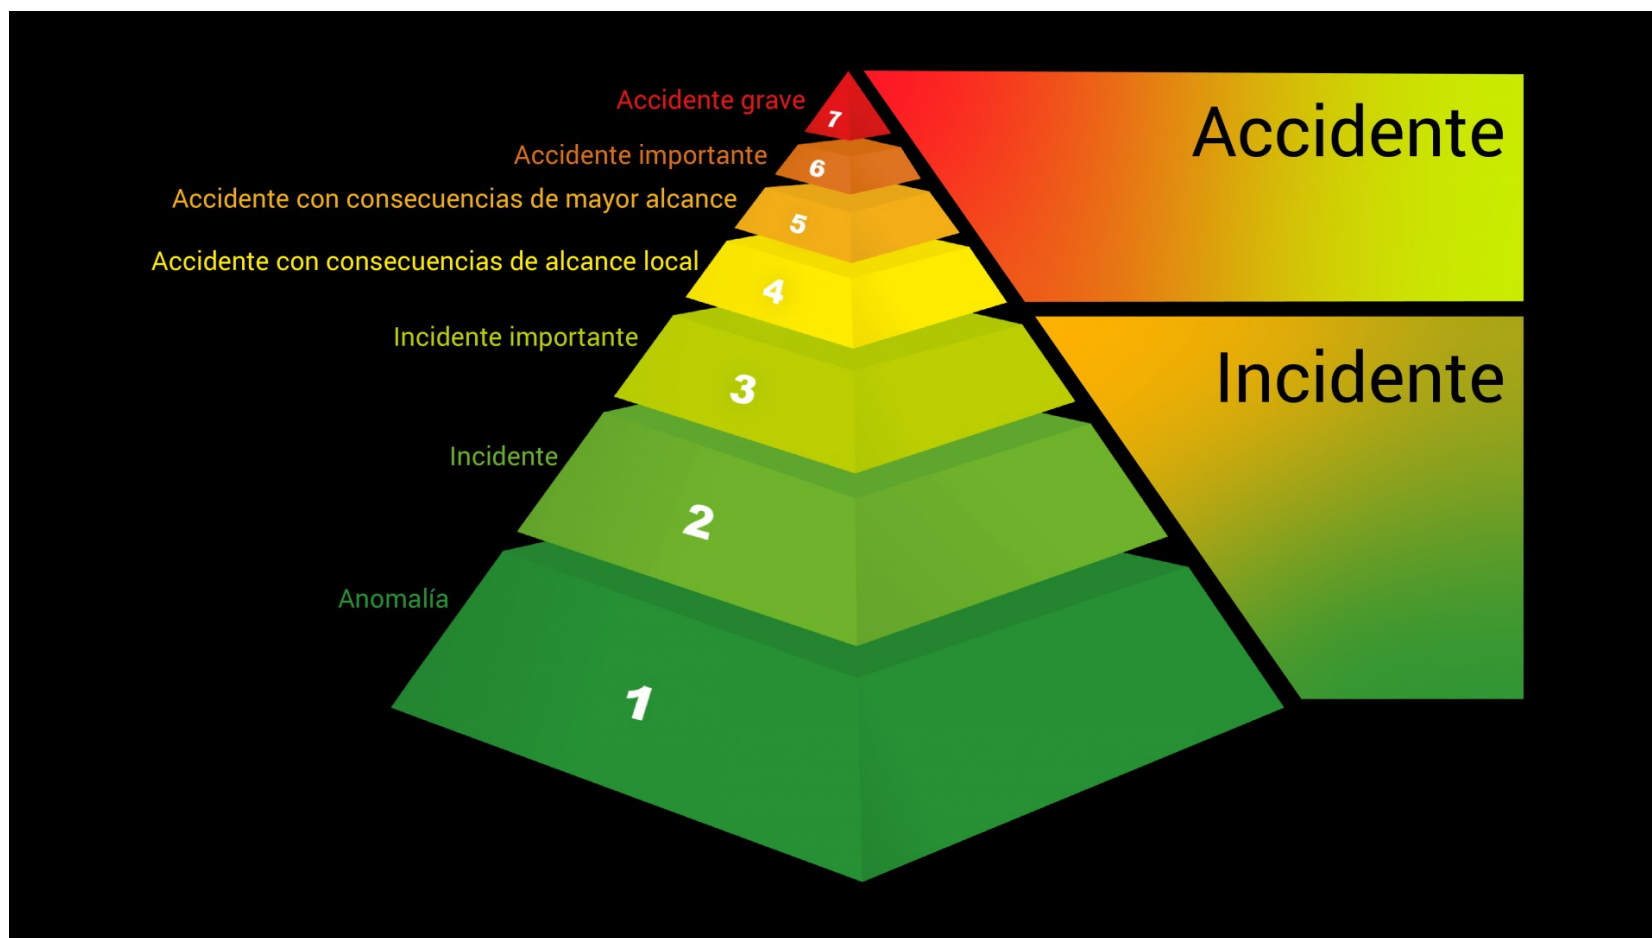 Accidente grave
7
Accidente importante
6
Accidente con consecuencias de mayor alcance
5
Accidente con consecuencias de alcance local
4
Incidente importante
3
Incidente
2
Anomalía
1
Accidente
Incidente